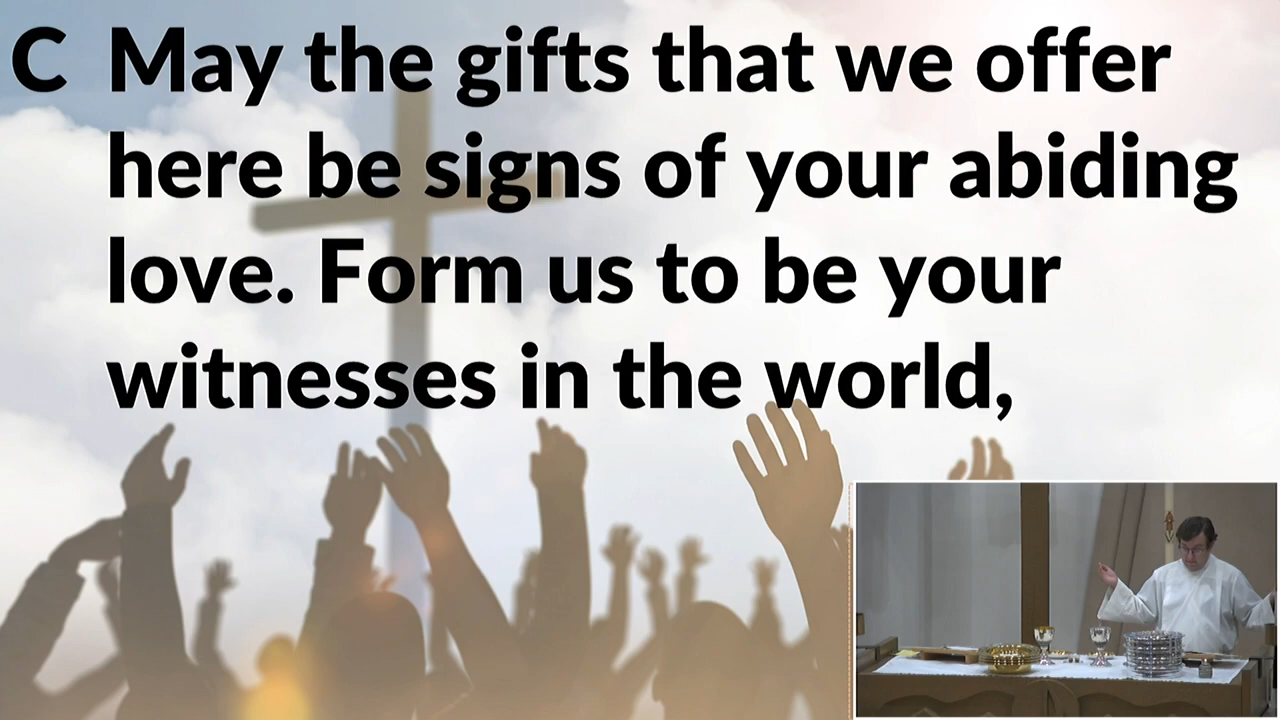 C May the gifts that we offer
here be signs of your abiding
love. Form us to be your
witnesses in the world,